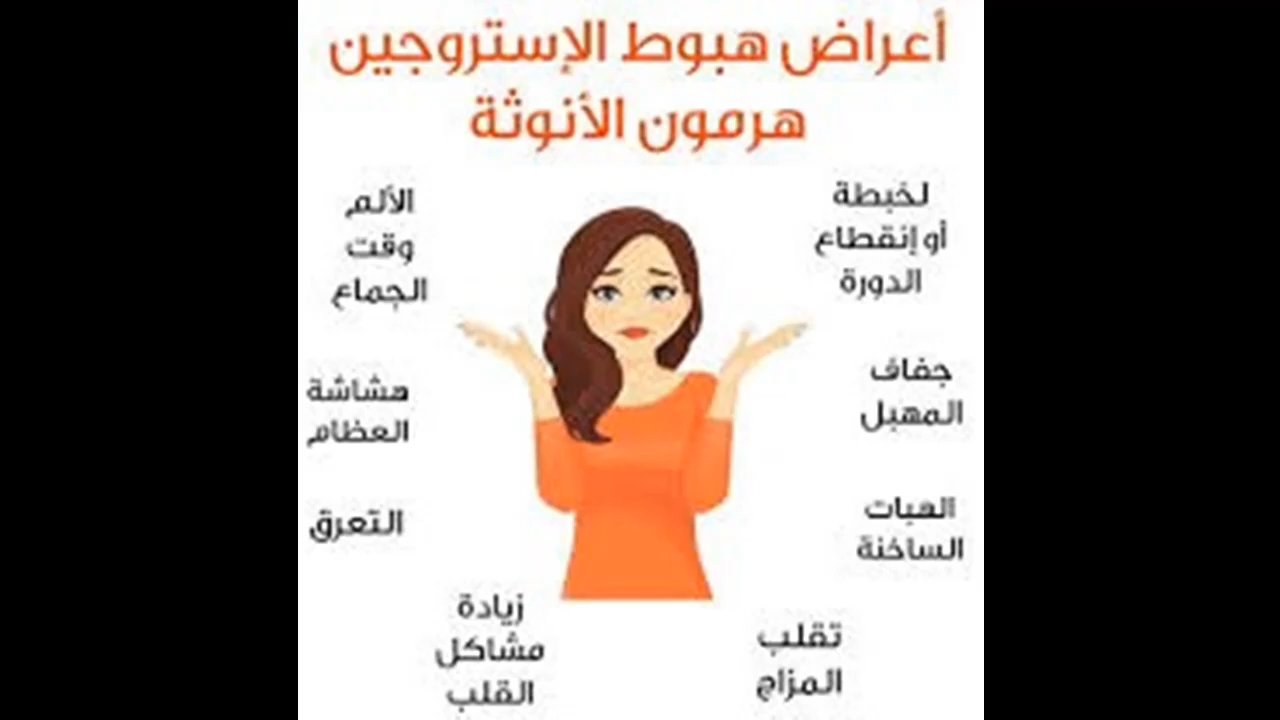 أعراض هبوط الإستروجين
هرمون الأنوثة
لخبطة
أو إنقطاع
الدورة
جفاف
المهبل
الهبات
الساخنة
تقلب
المزاج
الألم
وقت
الجماع
هشاشة
العظام
التعرق
زيادة
مشاكل
القلب